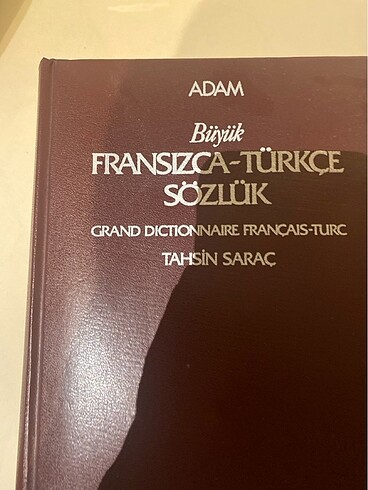 ADAM
Büyük
FRANSIZCA-TÜRKÇE
SÖZLÜK
GRAND DICTIONNAIRE FRANÇAIS-TURC
TAHSİN SARAÇ